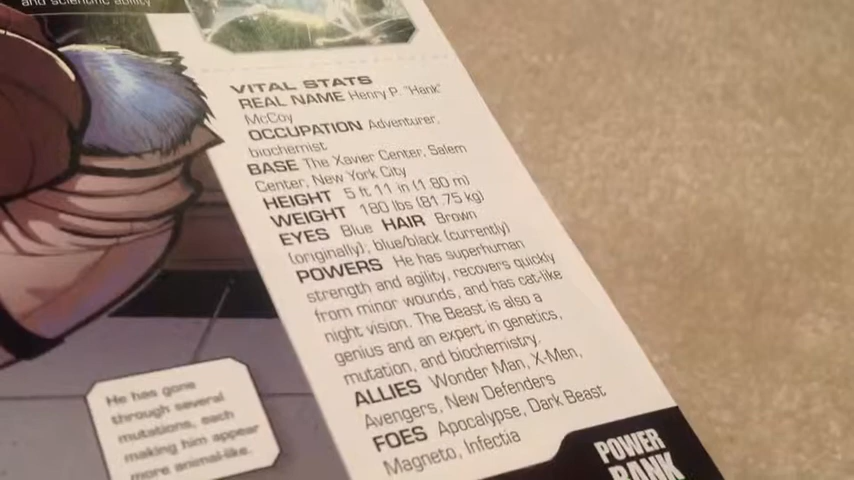 and scientific ability
VITAL STATS
REAL NAME Henry P. "Hank"
McCoy
OCCUPATION Adventurer,
biochemist
BASE The Xavier Center, Salem
Center, New York City
HEIGHT 5 ft 11 in (1.80 m)
WEIGHT 180 lbs (81.75 kg)
EYES Blue HAIR Brown
(originally); blue/black (currently)
POWERS He has superhuman
strength and agility, recovers quickly
from minor wounds, and has cat-like
night vision. The Beast is also a
genius and an expert in genetics,
mutation, and biochemistry.
ALLIES Wonder Man, X-Men,
Avengers, New Defenders
FOES Apocalypse, Dark Beast,
Magneto, Infectia
He has gone
through several
mutations, each
making him appear
more animal-like.
POWER
BANK